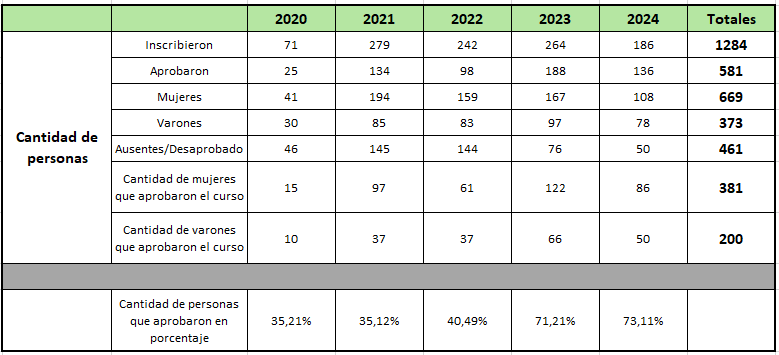 2020 2021 2022 2023 2024 Totales
Cantidad de personas
Inscribieron 71 279 242 264 186 1284
Aprobaron 25 134 98 188 136 581
Mujeres 41 194 159 167 108 669
Varones 30 85 83 97 78 373
Ausentes/Desaprobado 46 145 144 76 50 461
Cantidad de mujeres
que aprobaron el curso 15 97 61 122 86 381
Cantidad de varones
que aprobaron el curso 10 37 37 66 50 200
Cantidad de personas
que aprobaron en
porcentaje 35,21% 35,12% 40,49% 71,21% 73,11%